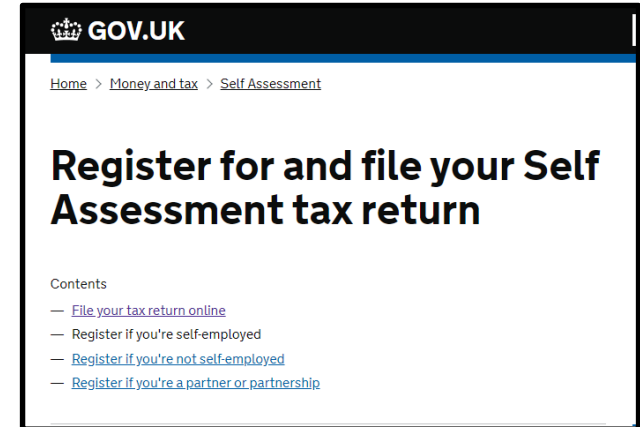 GOV.UK
Home > Money and tax > Self Assessment
Register for and file your Self
Assessment tax return
Contents
— File your tax return online
— Register if you're self-employed
— Register if you're not self-employed
— Register if you're a partner or partnership